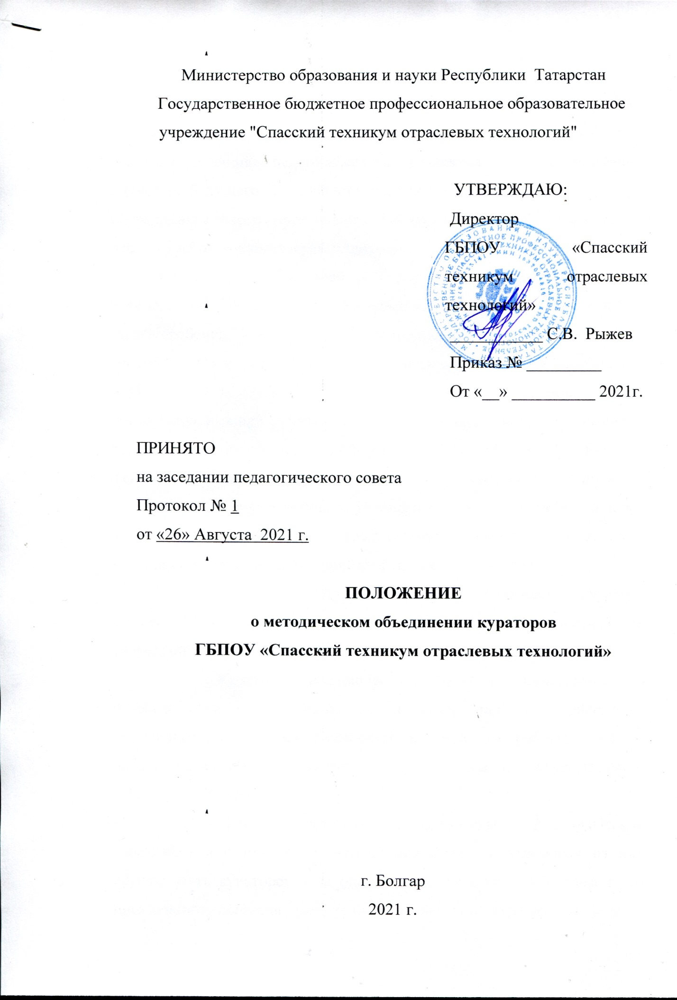 Министерство образования и науки Республики Татарстан
Государственное бюджетное профессиональное образовательное
учреждение "Спасский техникум отраслевых технологий"
УТВЕРЖДАЮ:
Директор
ГБПОУ «Спасский
техникум отраслевых
технологий»
___________ С.В. Рыжев
Приказ № _________
От «__» __________ 2021г.
ПРИНЯТО
на заседании педагогического совета
Протокол № 1
от «26» Августа 2021 г.
ПОЛОЖЕНИЕ
о методическом объединении кураторов
ГБПОУ «Спасский техникум отраслевых технологий»
г. Болгар
2021 г.